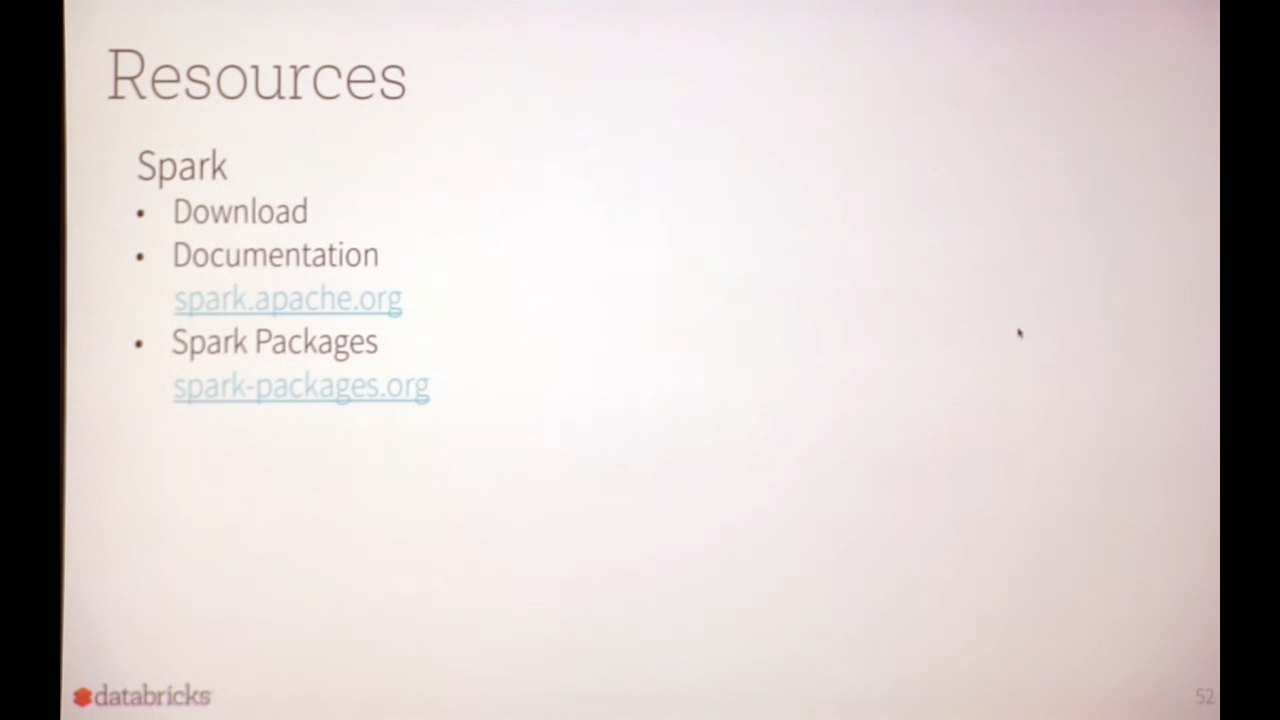 Resources
Spark
• Download
• Documentation
spark.apache.org
• Spark Packages
spark-packages.org
databricks
52